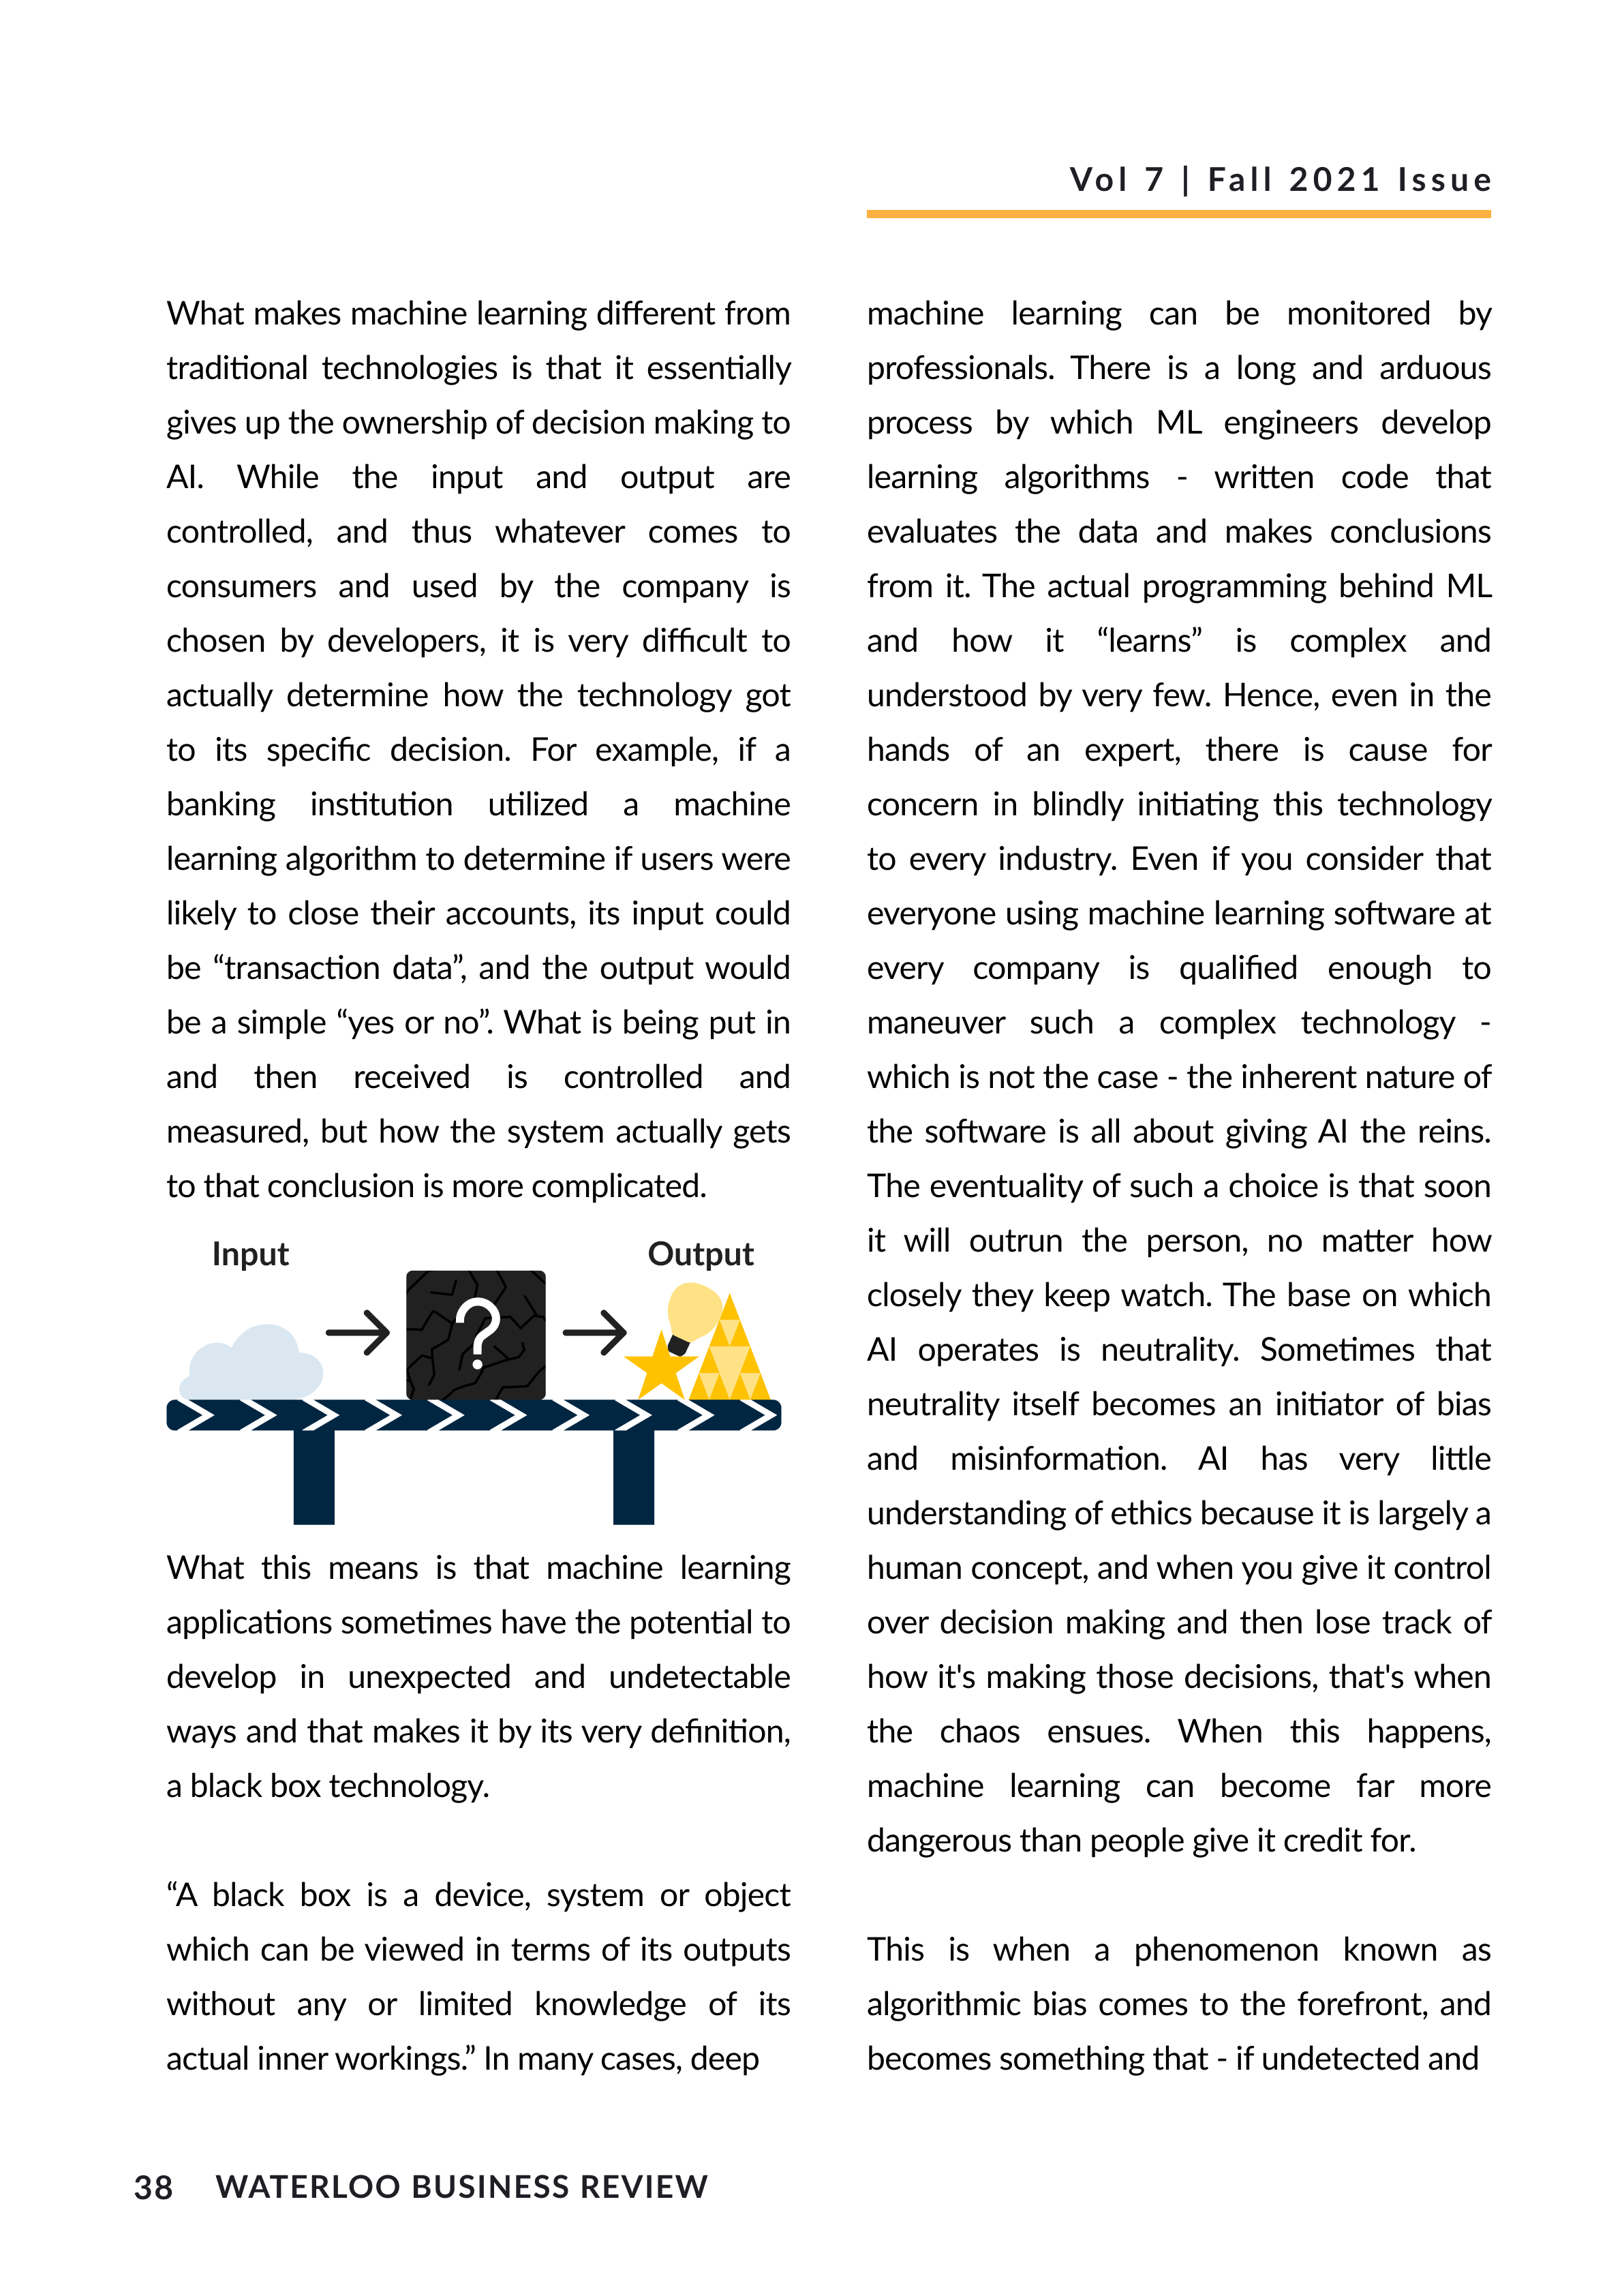 Vol 7 | Fall 2021 Issue
What makes machine learning different from
traditional technologies is that it essentially
gives up the ownership of decision making to
AI. While the input and output are
controlled, and thus whatever comes to
consumers and used by the company is
chosen by developers, it is very difficult to
actually determine how the technology got
to its specific decision. For example, if a
banking institution utilized a machine
learning algorithm to determine if users were
likely to close their accounts, its input could
be “transaction data”, and the output would
be a simple “yes or no”. What is being put in
and then received is controlled and
measured, but how the system actually gets
to that conclusion is more complicated.
Input
Output
?
What this means is that machine learning
applications sometimes have the potential to
develop in unexpected and undetectable
ways and that makes it by its very definition,
a black box technology.
“A black box is a device, system or object
which can be viewed in terms of its outputs
without any or limited knowledge of its
actual inner workings.” In many cases, deep
machine learning can be monitored by
professionals. There is a long and arduous
process by which ML engineers develop
learning algorithms - written code that
evaluates the data and makes conclusions
from it. The actual programming behind ML
and how it “learns” is complex and
understood by very few. Hence, even in the
hands of an expert, there is cause for
concern in blindly initiating this technology
to every industry. Even if you consider that
everyone using machine learning software at
every company is qualified enough to
maneuver such a complex technology -
which is not the case - the inherent nature of
the software is all about giving AI the reins.
The eventuality of such a choice is that soon
it will outrun the person, no matter how
closely they keep watch. The base on which
AI operates is neutrality. Sometimes that
neutrality itself becomes an initiator of bias
and misinformation. AI has very little
understanding of ethics because it is largely a
human concept, and when you give it control
over decision making and then lose track of
how it's making those decisions, that's when
the chaos ensues. When this happens,
machine learning can become far more
dangerous than people give it credit for.
This is when a phenomenon known as
algorithmic bias comes to the forefront, and
becomes something that - if undetected and
38 WATERLOO BUSINESS REVIEW